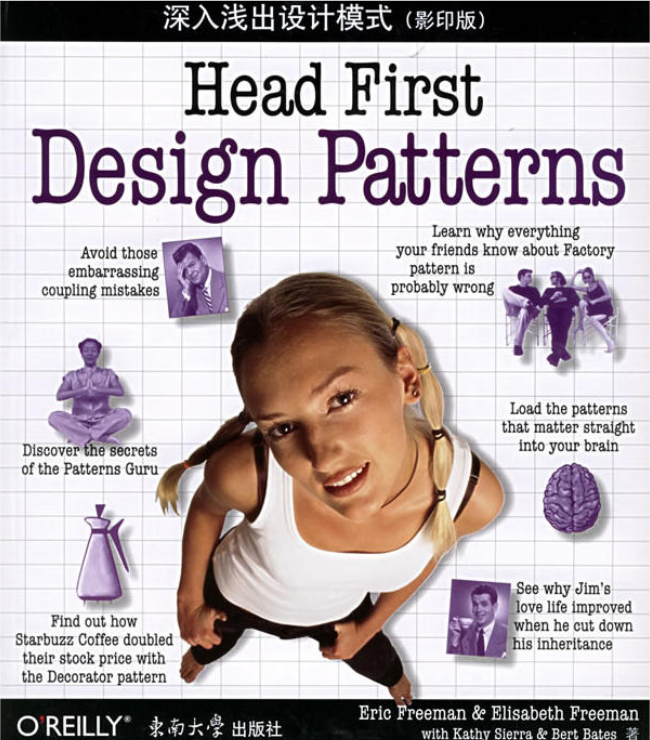 深入浅出设计模式（影印版）
Head First
Design Patterns
Learn why everything
your friends know about Factory
pattern is
probably wrong
Avoid those
embarrassing
coupling mistakes
Load the patterns
that matter straight
into your brain
Discover the secrets
of the Patterns Guru
See why Jim's
love life improved
when he cut down
his inheritance
Find out how
Starbuzz Coffee doubled
their stock price with
the Decorator pattern
O'REILLY®
東南大學出版社
Eric Freeman & Elisabeth Freeman
with Kathy Sierra & Bert Bates 著